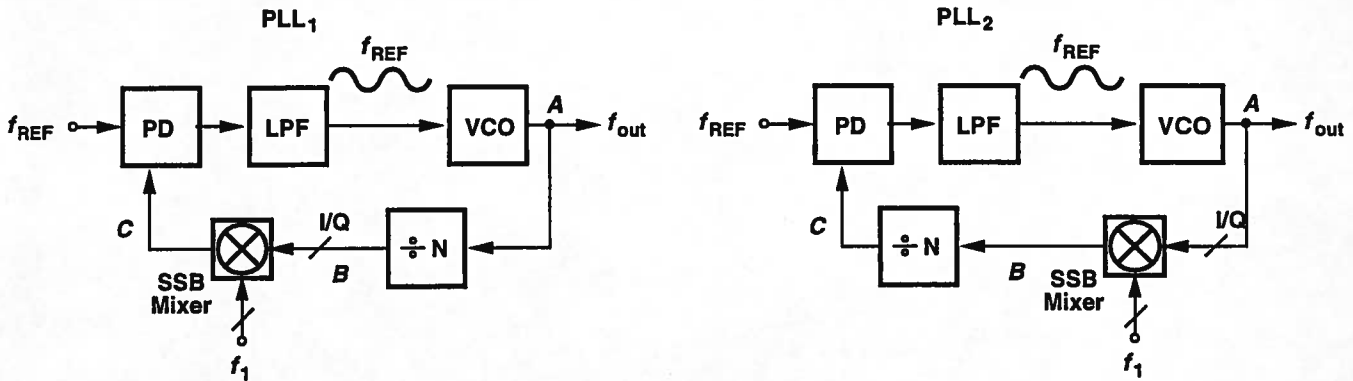 PLL1
fREF
fREF
PD
LPF
VCO
A
fout
C
I/Q
B
÷ N
SSB
Mixer
f1
PLL2
fREF
fREF
PD
LPF
VCO
A
fout
C
÷ N
B
I/Q
SSB
Mixer
f1